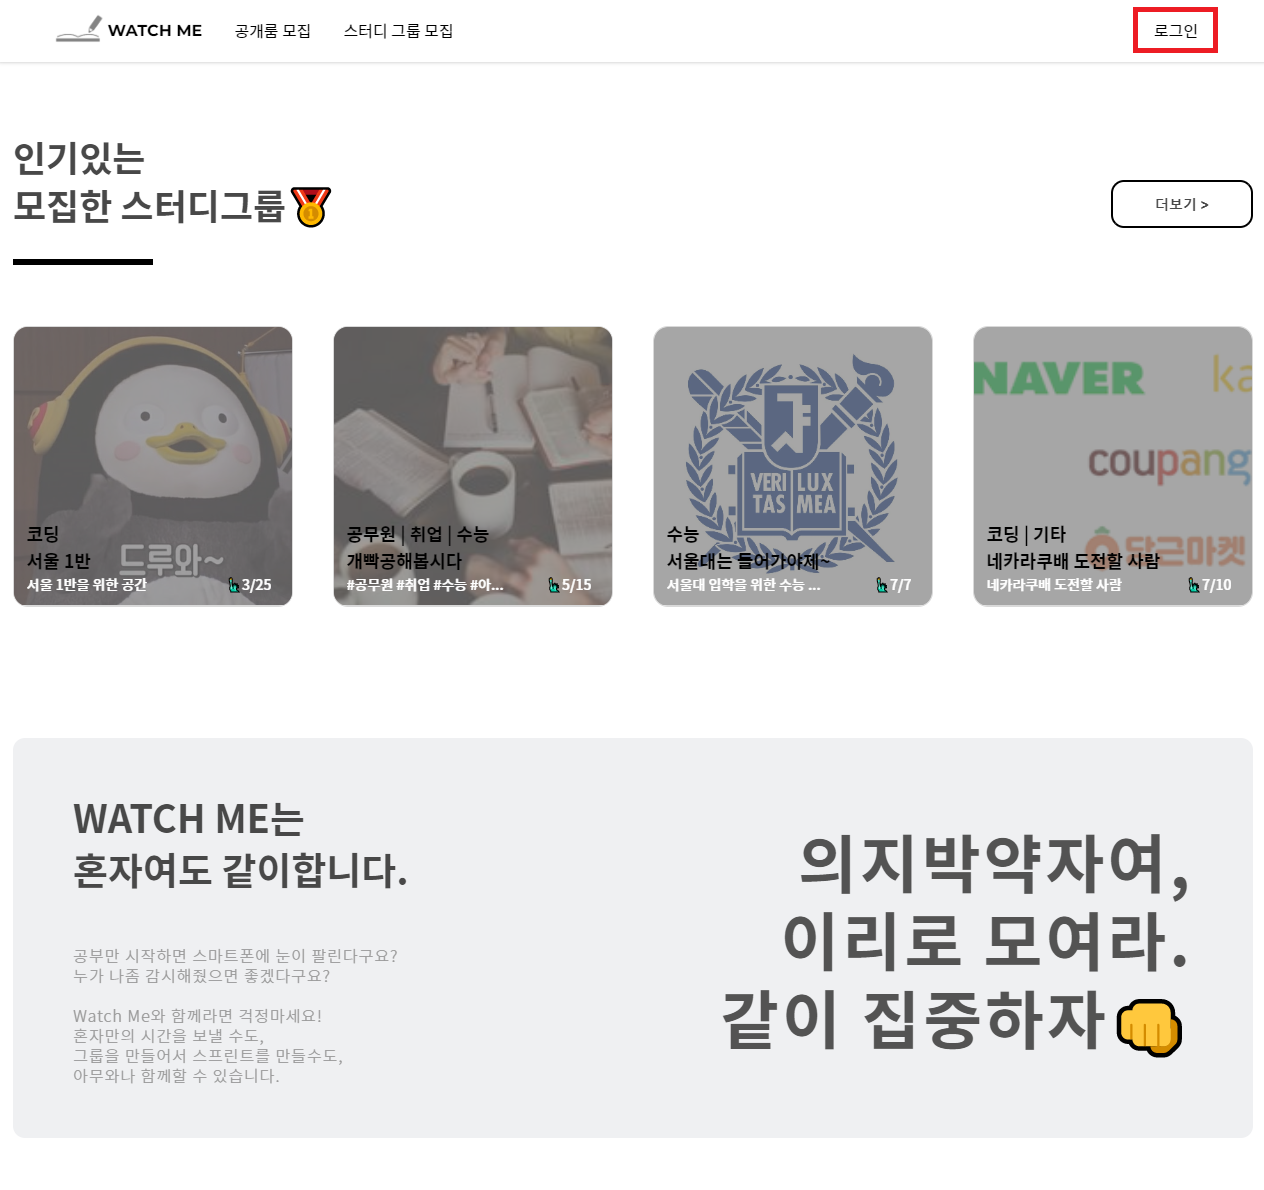 WATCH ME 공개룸 모집 스터디 그룹 모집 로그인
인기있는
모집한 스터디그룹
더보기 >
드루와~
코딩
서울 1반
서울 1반을 위한 공간 3/25
공무원 | 취업 | 수능
개빡공해봅시다
#공무원 #취업 #수능 #아... 5/15
VERI LUX
TAS MEA
수능
서울대는 들어가야제~
서울대 입학을 위한 수능 ... 7/7
NAVER ka
coupang
당근마켓
코딩 | 기타
네카라쿠배 도전할 사람
네카라쿠배 도전할 사람 7/10
WATCH ME는
혼자여도 같이합니다.
공부만 시작하면 스마트폰에 눈이 팔린다구요?
누가 나좀 감시해줬으면 좋겠다구요?
Watch Me와 함께라면 걱정마세요!
혼자만의 시간을 보낼 수도,
그룹을 만들어서 스프린트를 만들수도,
아무와나 함께할 수 있습니다.
의지박약자여,
이리로 모여라.
같이 집중하자